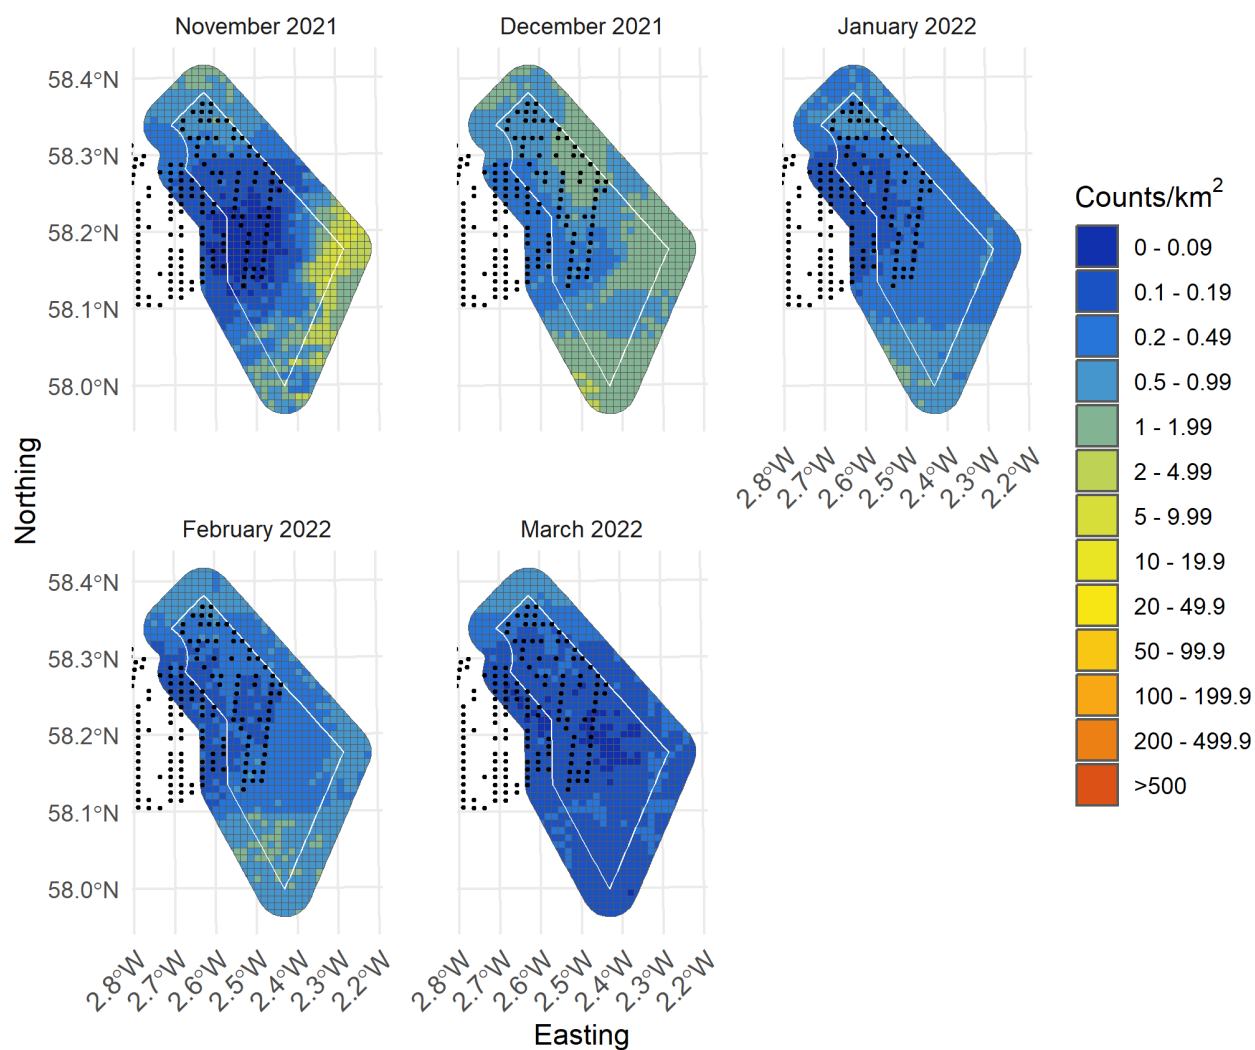 November 2021
December 2021
January 2022
58.4°N
58.3°N
58.2°N
58.1°N
58.0°N
2.8°W
2.7°W
2.6°W
2.5°W
2.4°W
2.3°W
2.2°W
Northing
February 2022
March 2022
58.4°N
58.3°N
58.2°N
58.1°N
58.0°N
2.8°W
2.7°W
2.6°W
2.5°W
2.4°W
2.3°W
2.2°W
2.8°W
2.7°W
2.6°W
2.5°W
2.4°W
2.3°W
2.2°W
Easting
Counts/km²
0 - 0.09
0.1 - 0.19
0.2 - 0.49
0.5 - 0.99
1 - 1.99
2 - 4.99
5 - 9.99
10 - 19.9
20 - 49.9
50 - 99.9
100 - 199.9
200 - 499.9
>500